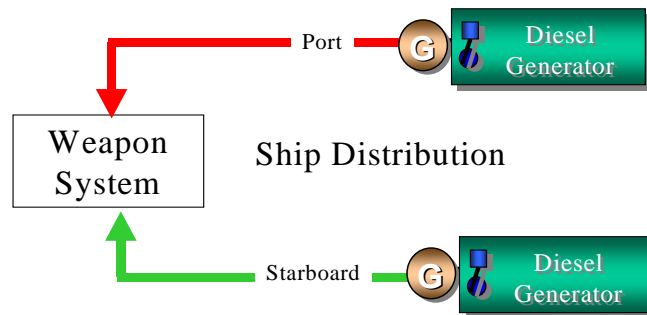 Port
G
Diesel
Generator
Weapon
System
Ship Distribution
Starboard
G
Diesel
Generator